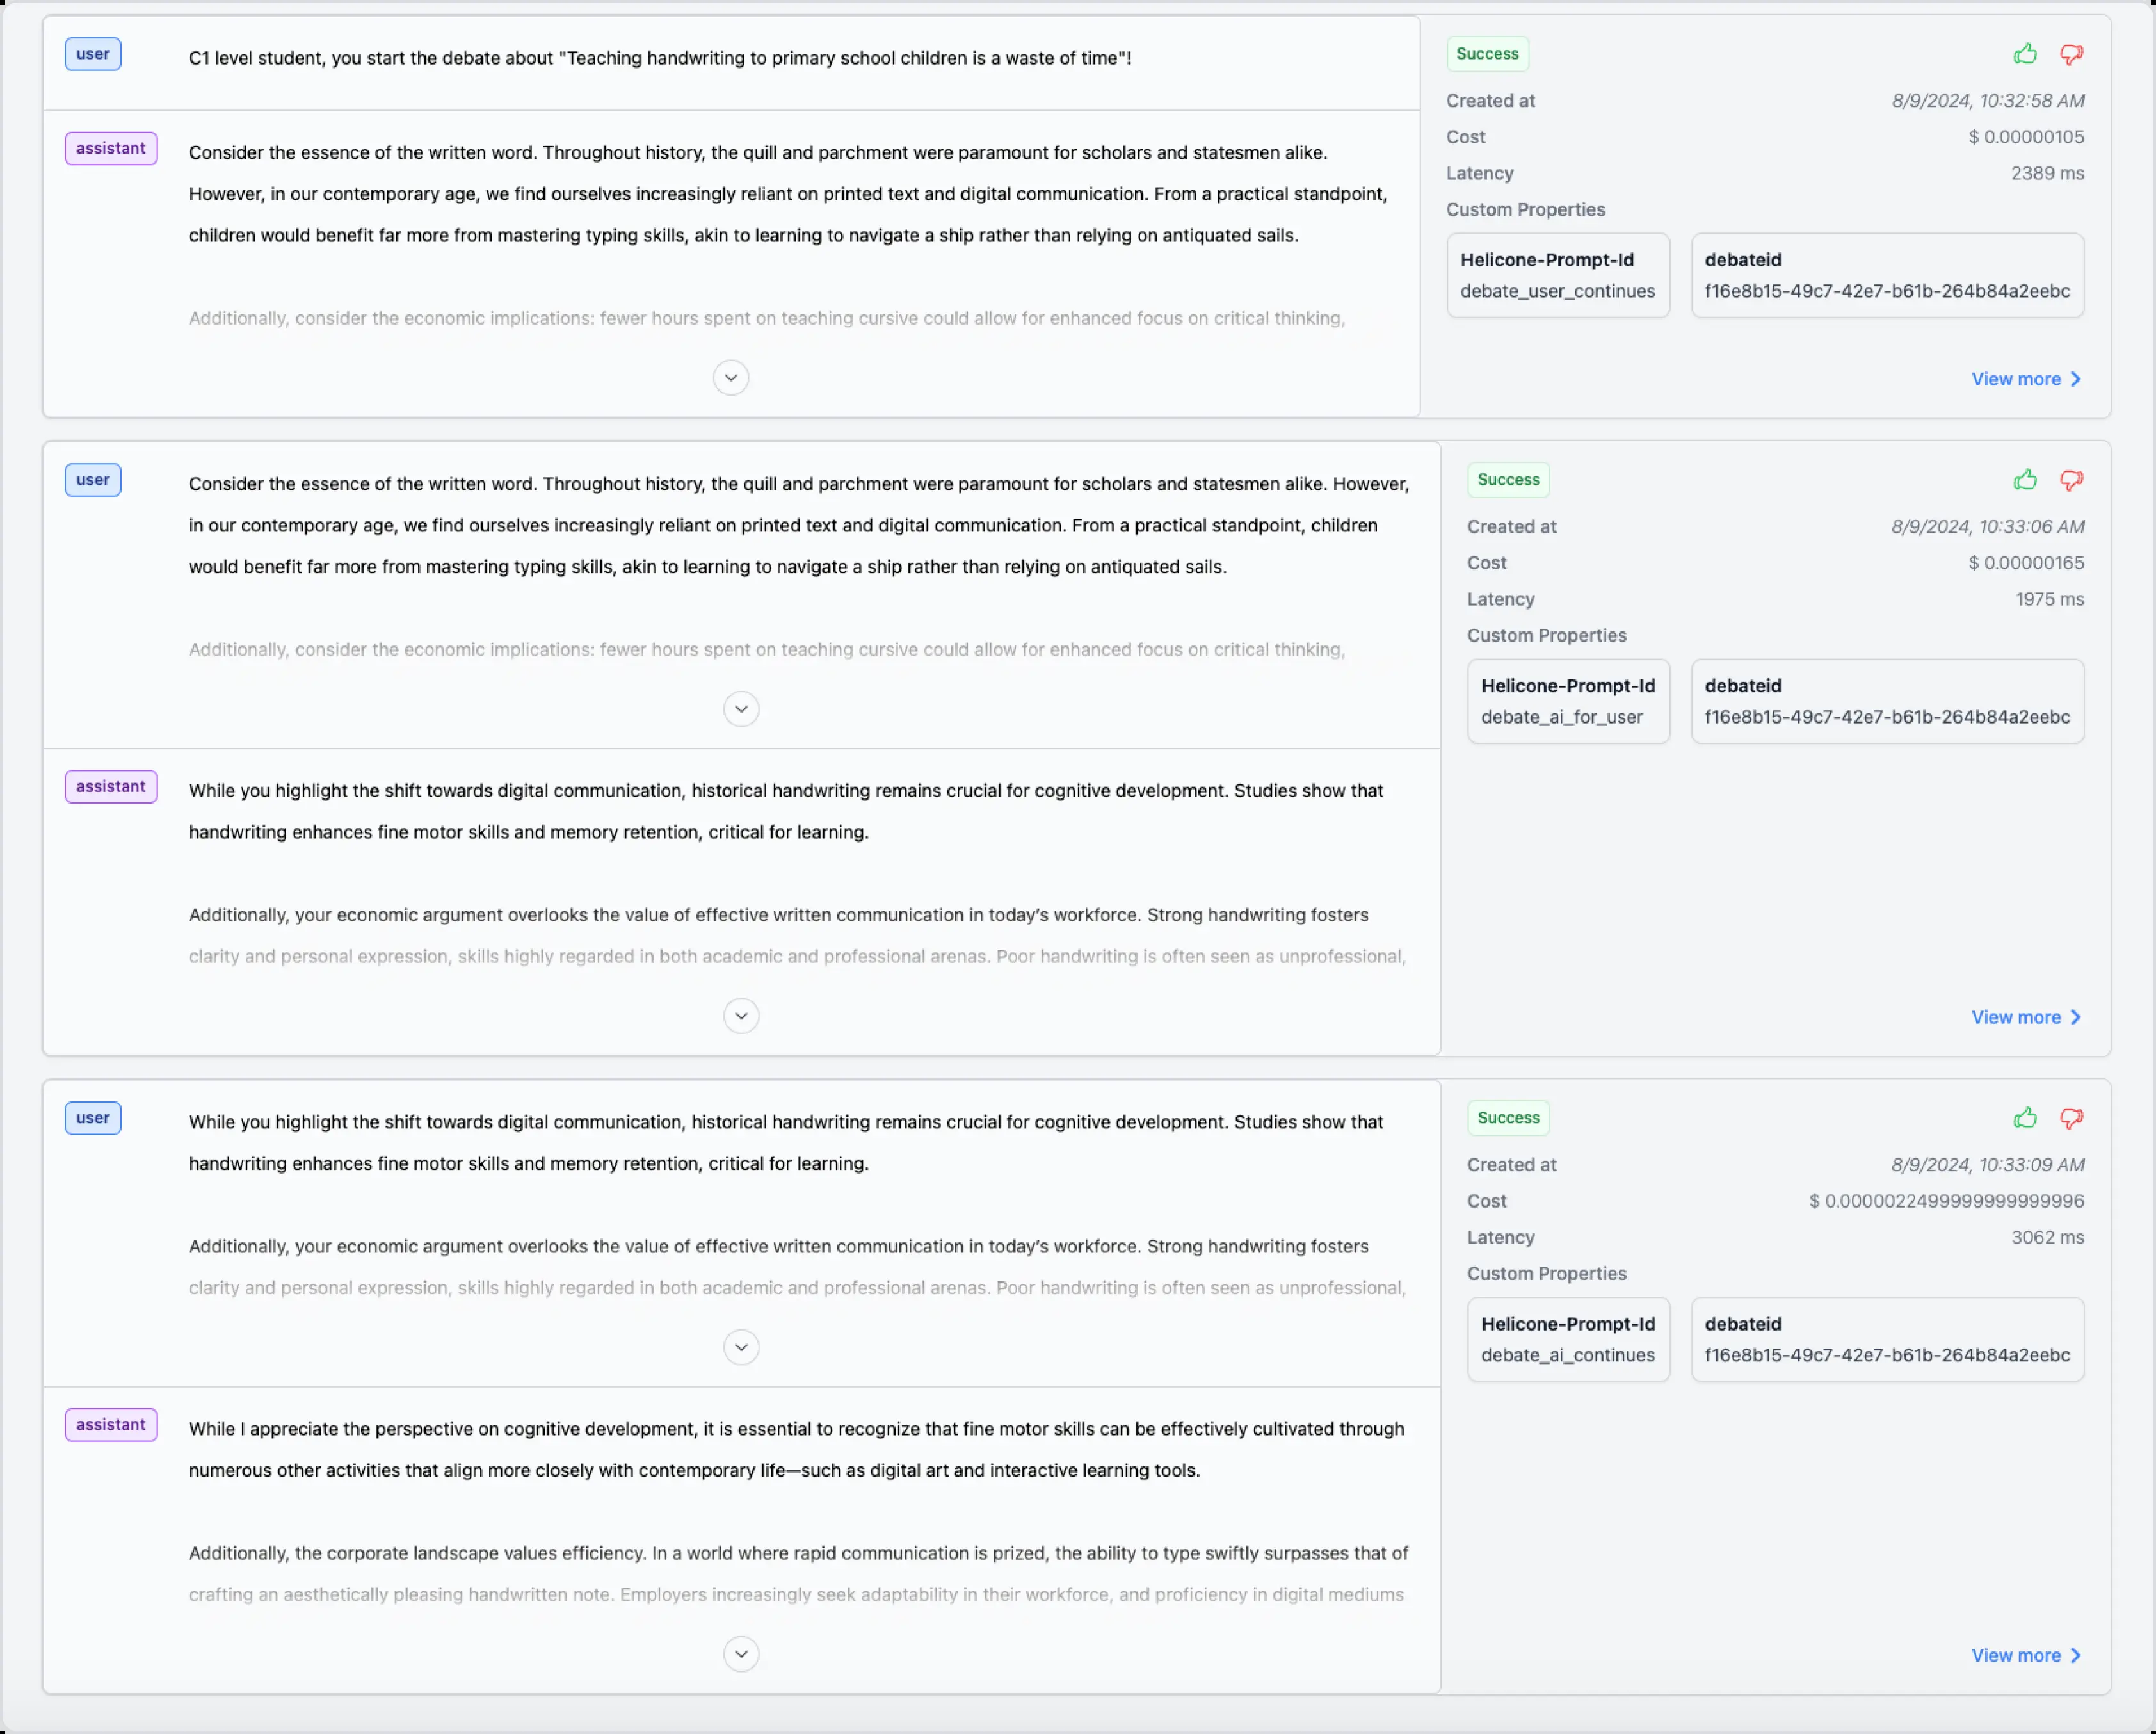 user
C1 level student, you start the debate about "Teaching handwriting to primary school children is a waste of time"!
assistant
Consider the essence of the written word. Throughout history, the quill and parchment were paramount for scholars and statesmen alike.
However, in our contemporary age, we find ourselves increasingly reliant on printed text and digital communication. From a practical standpoint,
children would benefit far more from mastering typing skills, akin to learning to navigate a ship rather than relying on antiquated sails.
Additionally, consider the economic implications: fewer hours spent on teaching cursive could allow for enhanced focus on critical thinking,
Success
Created at 8/9/2024, 10:32:58 AM
Cost $ 0.00000105
Latency 2389 ms
Custom Properties
Helicone-Prompt-Id
debate_user_continues
debateid
f16e8b15-49c7-42e7-b61b-264b84a2eebc
View more
user
Consider the essence of the written word. Throughout history, the quill and parchment were paramount for scholars and statesmen alike. However,
in our contemporary age, we find ourselves increasingly reliant on printed text and digital communication. From a practical standpoint, children
would benefit far more from mastering typing skills, akin to learning to navigate a ship rather than relying on antiquated sails.
Additionally, consider the economic implications: fewer hours spent on teaching cursive could allow for enhanced focus on critical thinking,
assistant
While you highlight the shift towards digital communication, historical handwriting remains crucial for cognitive development. Studies show that
handwriting enhances fine motor skills and memory retention, critical for learning.
Additionally, your economic argument overlooks the value of effective written communication in today's workforce. Strong handwriting fosters
clarity and personal expression, skills highly regarded in both academic and professional arenas. Poor handwriting is often seen as unprofessional,
Success
Created at 8/9/2024, 10:33:06 AM
Cost $ 0.00000165
Latency 1975 ms
Custom Properties
Helicone-Prompt-Id
debate_ai_for_user
debateid
f16e8b15-49c7-42e7-b61b-264b84a2eebc
View more
user
While you highlight the shift towards digital communication, historical handwriting remains crucial for cognitive development. Studies show that
handwriting enhances fine motor skills and memory retention, critical for learning.
Additionally, your economic argument overlooks the value of effective written communication in today's workforce. Strong handwriting fosters
clarity and personal expression, skills highly regarded in both academic and professional arenas. Poor handwriting is often seen as unprofessional,
assistant
While I appreciate the perspective on cognitive development, it is essential to recognize that fine motor skills can be effectively cultivated through
numerous other activities that align more closely with contemporary life—such as digital art and interactive learning tools.
Additionally, the corporate landscape values efficiency. In a world where rapid communication is prized, the ability to type swiftly surpasses that of
crafting an aesthetically pleasing handwritten note. Employers increasingly seek adaptability in their workforce, and proficiency in digital mediums
Success
Created at 8/9/2024, 10:33:09 AM
Cost $ 0.0000022499999999999996
Latency 3062 ms
Custom Properties
Helicone-Prompt-Id
debate_ai_continues
debateid
f16e8b15-49c7-42e7-b61b-264b84a2eebc
View more